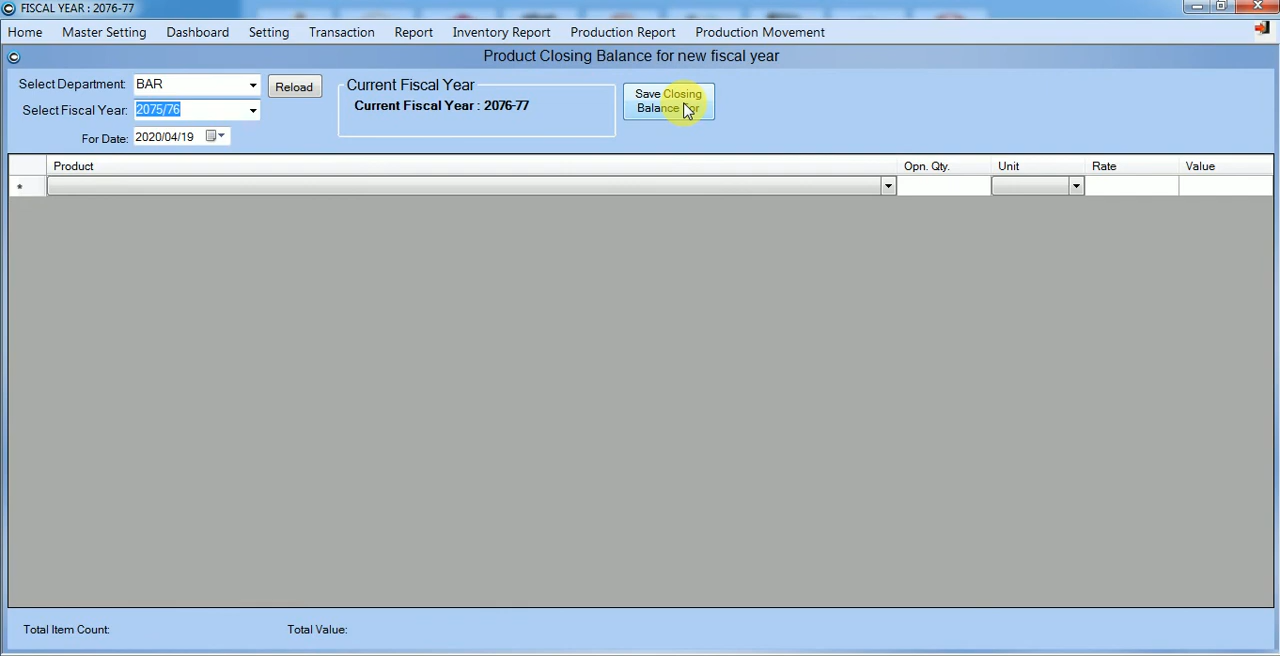 FISCAL YEAR : 2076-77
Home Master Setting Dashboard Setting Transaction Report Inventory Report Production Report Production Movement
Product Closing Balance for new fiscal year
Select Department: BAR Reload
Select Fiscal Year: 2075/76
For Date: 2020/04/19
Current Fiscal Year
Current Fiscal Year : 2076-77
Save Closing
Balance For
Product Opn. Qty. Unit Rate Value
*
Total Item Count: Total Value: